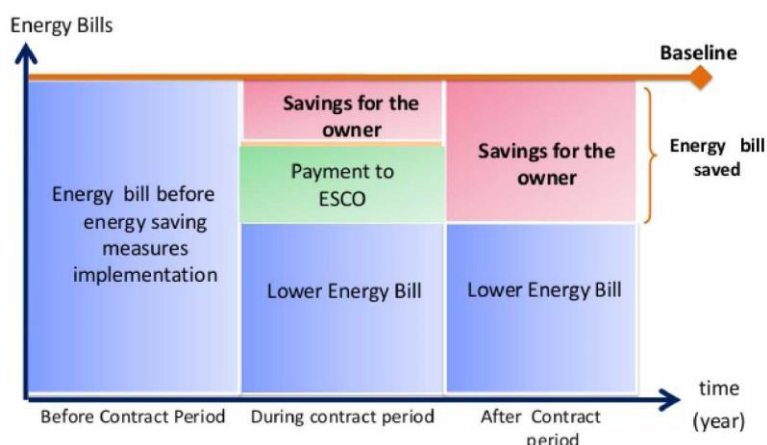 Energy Bills
Baseline
Savings for the
owner
Energy bill before
energy saving
measures
implementation
Payment to
ESCO
Savings for the
owner
Energy bill
saved
Lower Energy Bill
Lower Energy Bill
time
(year)
Before Contract Period
During contract period
After Contract
period